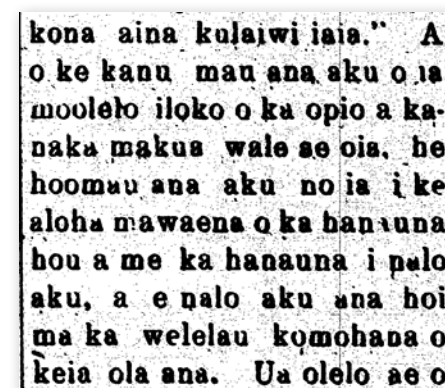 kona aina kulaiwi iaia." A
o ke kanu mau ana aku o ia
moolelo iloko o ka opio a ka-
naka makua wale ae oia, he
hoomau ana aku no ia i ke
aloha mawaena o ka hanauna
hou a me ka hanauna i nalo
aku, a e nalo aku ana hoi
ma ka welelau komohana o
keia ola ana. Ua olelo ae o